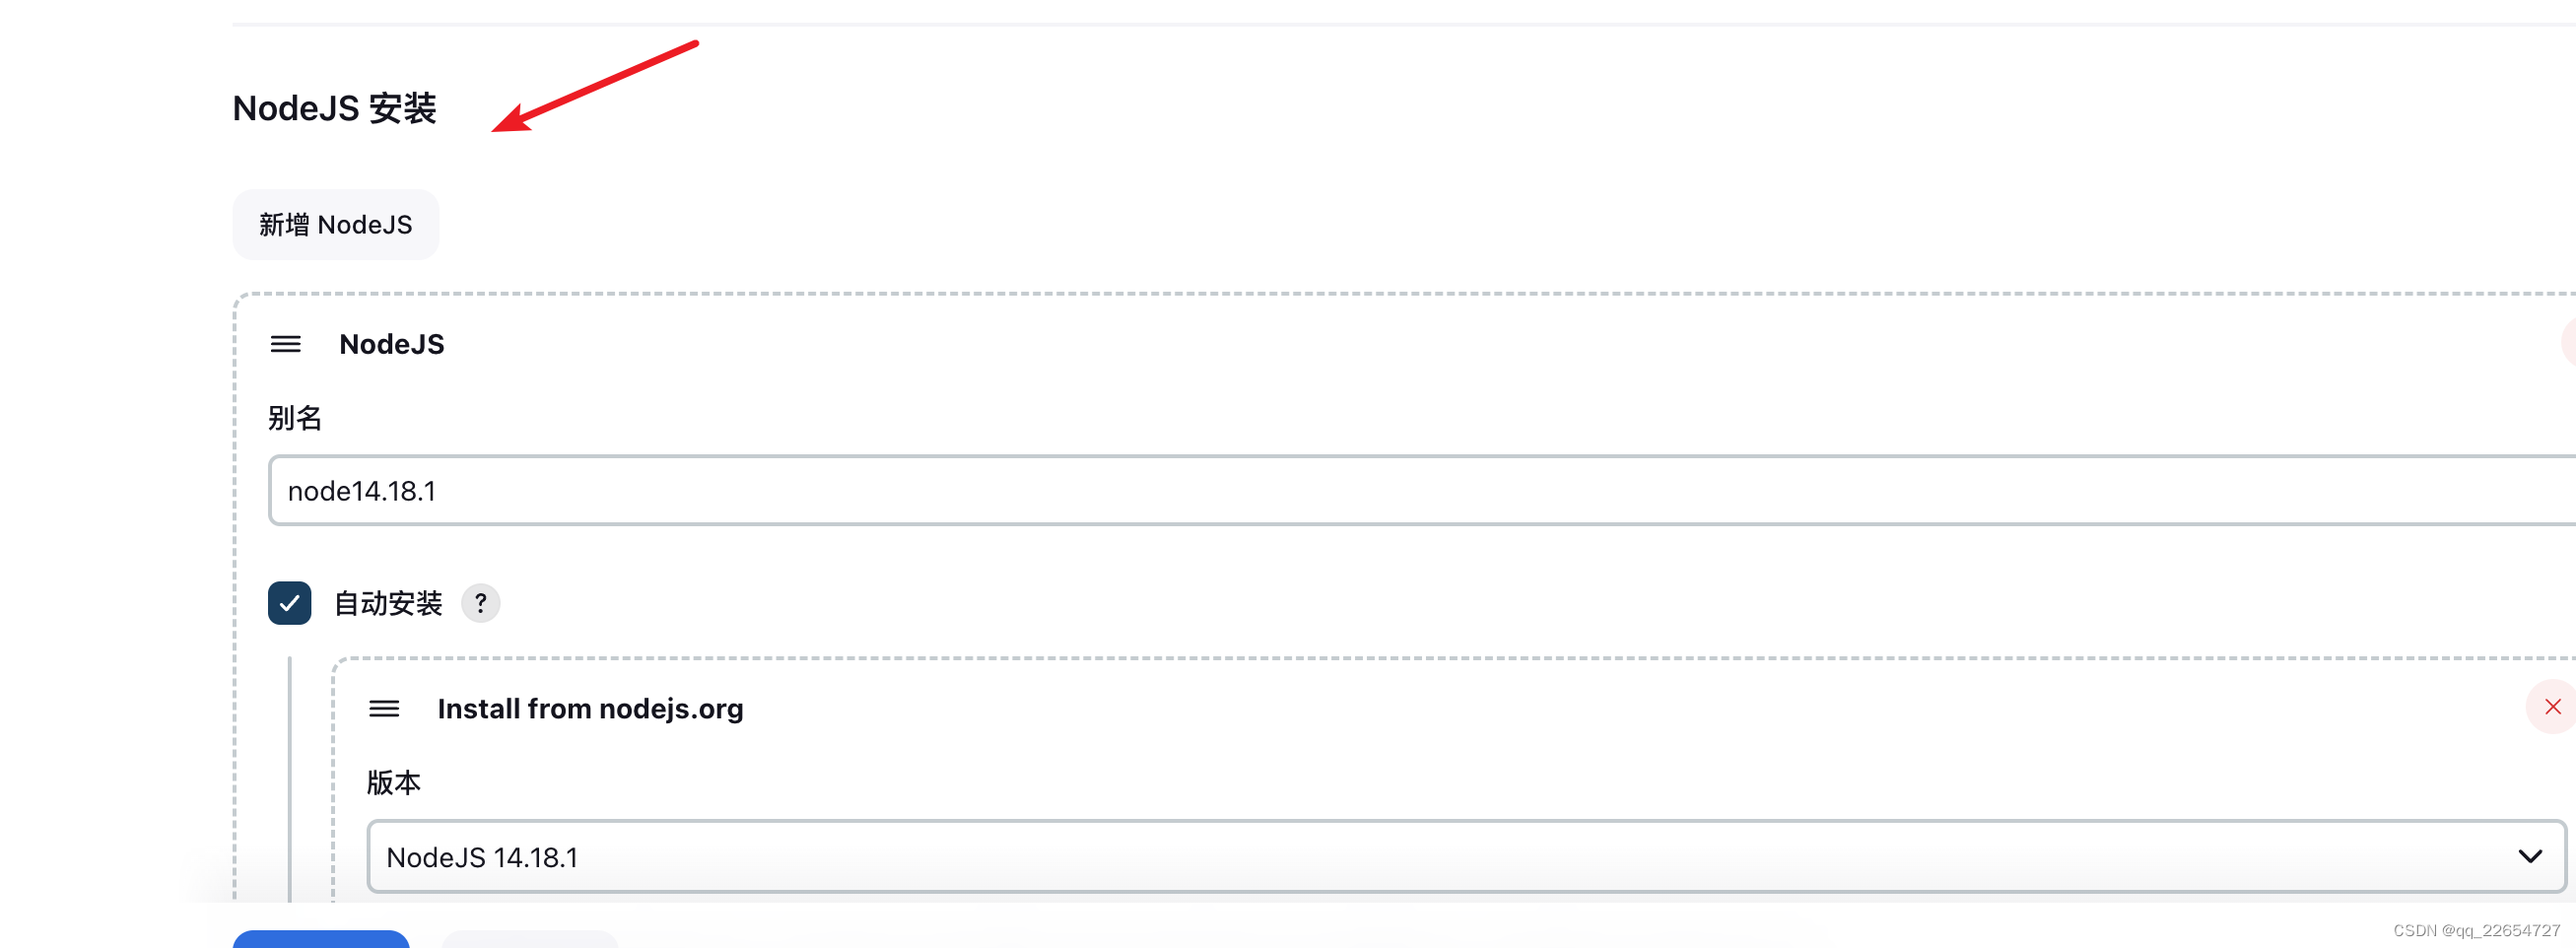 NodeJS 安装
新增 NodeJS
NodeJS
别名
node14.18.1
自动安装 ?
Install from nodejs.org
版本
NodeJS 14.18.1
CSDN @qq_22654727